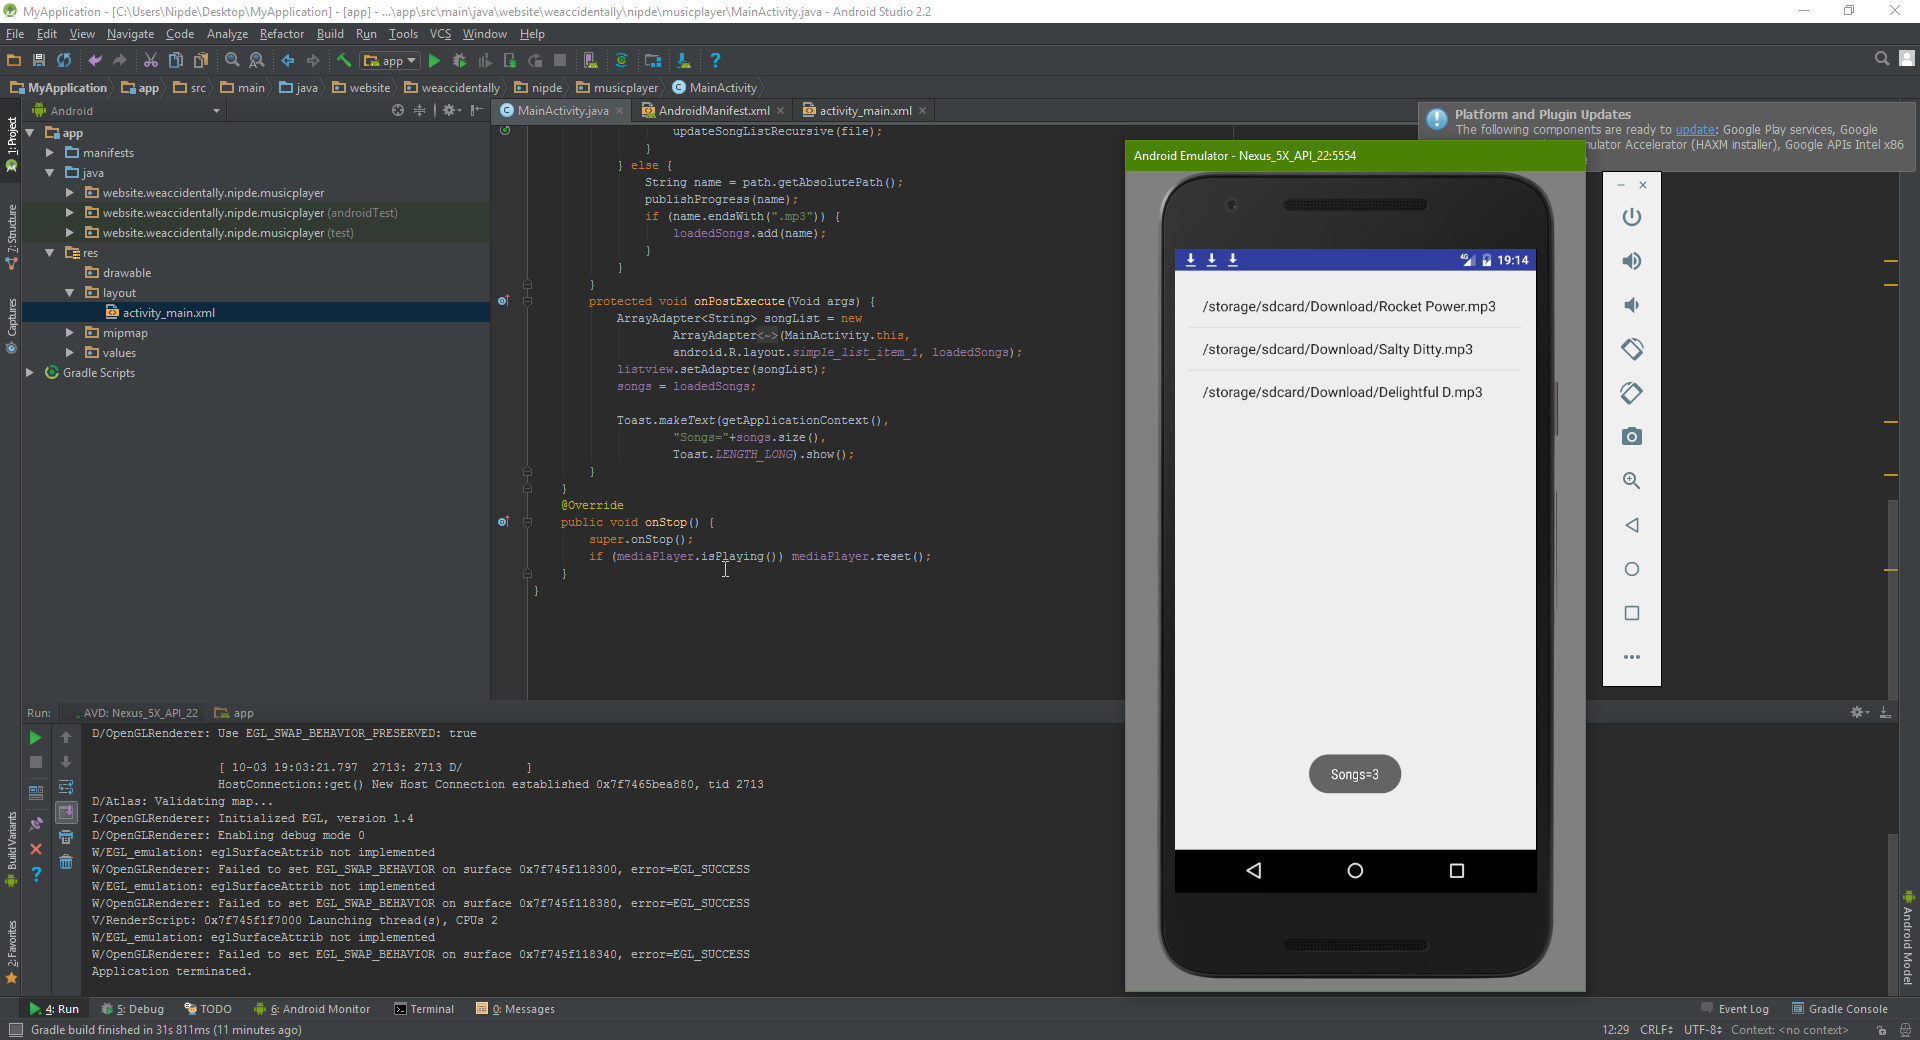 MyApplication - [C:\Users\Nipde\Desktop\MyApplication] - [app] - ...\app\src\main\java\website\weaccidentally\nipde\musicplayer\MainActivity.java - Android Studio 2.2
File Edit View Navigate Code Analyze Refactor Build Run Tools VCS Window Help
app
MyApplication app src main java website weaccidentally nipde musicplayer MainActivity
Android
MainActivity.java AndroidManifest.xml activity_main.xml
1: Project
7: Structure
Captures
Build Variants
2: Favorites
app
manifests
java
website.weaccidentally.nipde.musicplayer
website.weaccidentally.nipde.musicplayer (androidTest)
website.weaccidentally.nipde.musicplayer (test)
res
drawable
layout
activity_main.xml
mipmap
values
Gradle Scripts
updateSongListRecursive(file);
}
} else {
String name = path.getAbsolutePath();
publishProgress(name);
if (name.endsWith(".mp3")) {
loadedSongs.add(name);
}
}
}
protected void onPostExecute(Void args) {
ArrayAdapter<String> songList = new
ArrayAdapter<~>(MainActivity.this,
android.R.layout.simple_list_item_1, loadedSongs);
listview.setAdapter(songList);
songs = loadedSongs;
Toast.makeText(getApplicationContext(),
"Songs="+songs.size(),
Toast.LENGTH_LONG).show();
}
}
@Override
public void onStop() {
super.onStop();
if (mediaPlayer.isPlaying()) mediaPlayer.reset();
}
}
Platform and Plugin Updates
The following components are ready to update: Google Play services, Google
ulator Accelerator (HAXM installer), Google APIs Intel x86
Android Emulator - Nexus_5X_API_22:5554
4G 19:14
/storage/sdcard/Download/Rocket Power.mp3
/storage/sdcard/Download/Salty Ditty.mp3
/storage/sdcard/Download/Delightful D.mp3
Songs=3
Run: AVD: Nexus_5X_API_22 app
D/OpenGLRenderer: Use EGL_SWAP_BEHAVIOR_PRESERVED: true
[ 10-03 19:03:21.797 2713: 2713 D/ ]
HostConnection::get() New Host Connection established 0x7f7465bea880, tid 2713
D/Atlas: Validating map...
I/OpenGLRenderer: Initialized EGL, version 1.4
D/OpenGLRenderer: Enabling debug mode 0
W/EGL_emulation: eglSurfaceAttrib not implemented
W/OpenGLRenderer: Failed to set EGL_SWAP_BEHAVIOR on surface 0x7f745f118300, error=EGL_SUCCESS
W/EGL_emulation: eglSurfaceAttrib not implemented
W/OpenGLRenderer: Failed to set EGL_SWAP_BEHAVIOR on surface 0x7f745f118380, error=EGL_SUCCESS
V/RenderScript: 0x7f745f1f7000 Launching thread(s), CPUs 2
W/EGL_emulation: eglSurfaceAttrib not implemented
W/OpenGLRenderer: Failed to set EGL_SWAP_BEHAVIOR on surface 0x7f745f118340, error=EGL_SUCCESS
Application terminated.
Android Model
4: Run 5: Debug TODO 6: Android Monitor Terminal 0: Messages Event Log Gradle Console
Gradle build finished in 31s 811ms (11 minutes ago) 12:29 CRLF UTF-8 Context: <no context>